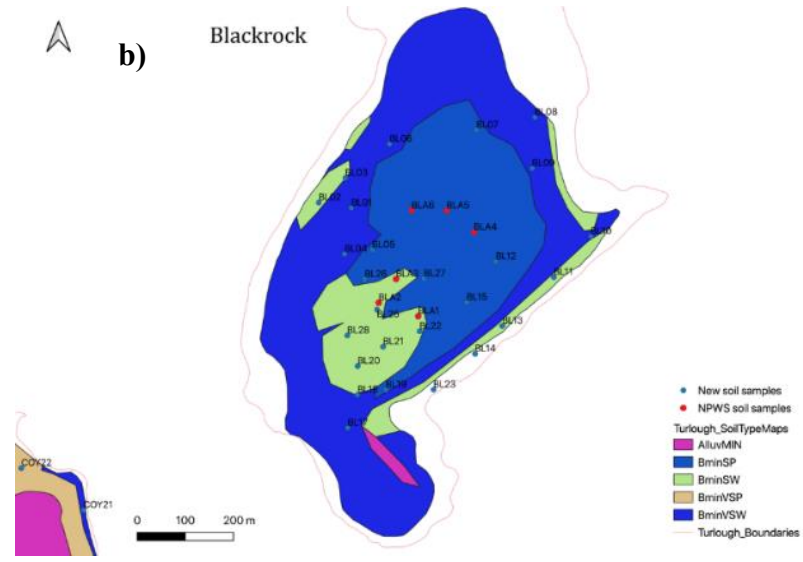 b)
Blackrock
BL08
BL07
BL06
BL09
BL03
BL02
BL01
BLA6
BLA5
BLA4
BL10
BL04
BL05
BL12
BL11
BL26
BLA3
BL27
BLA2
BL25
BL15
BLA1
BL22
BL13
BL28
BL21
BL14
BL20
BL18
BL19
BL23
BL17
COY22
COY21
0 100 200 m
New soil samples
NPWS soil samples
Turlough_SoilTypeMaps
AlluvMIN
BminSP
BminSW
BminVSP
BminVSW
Turlough_Boundaries